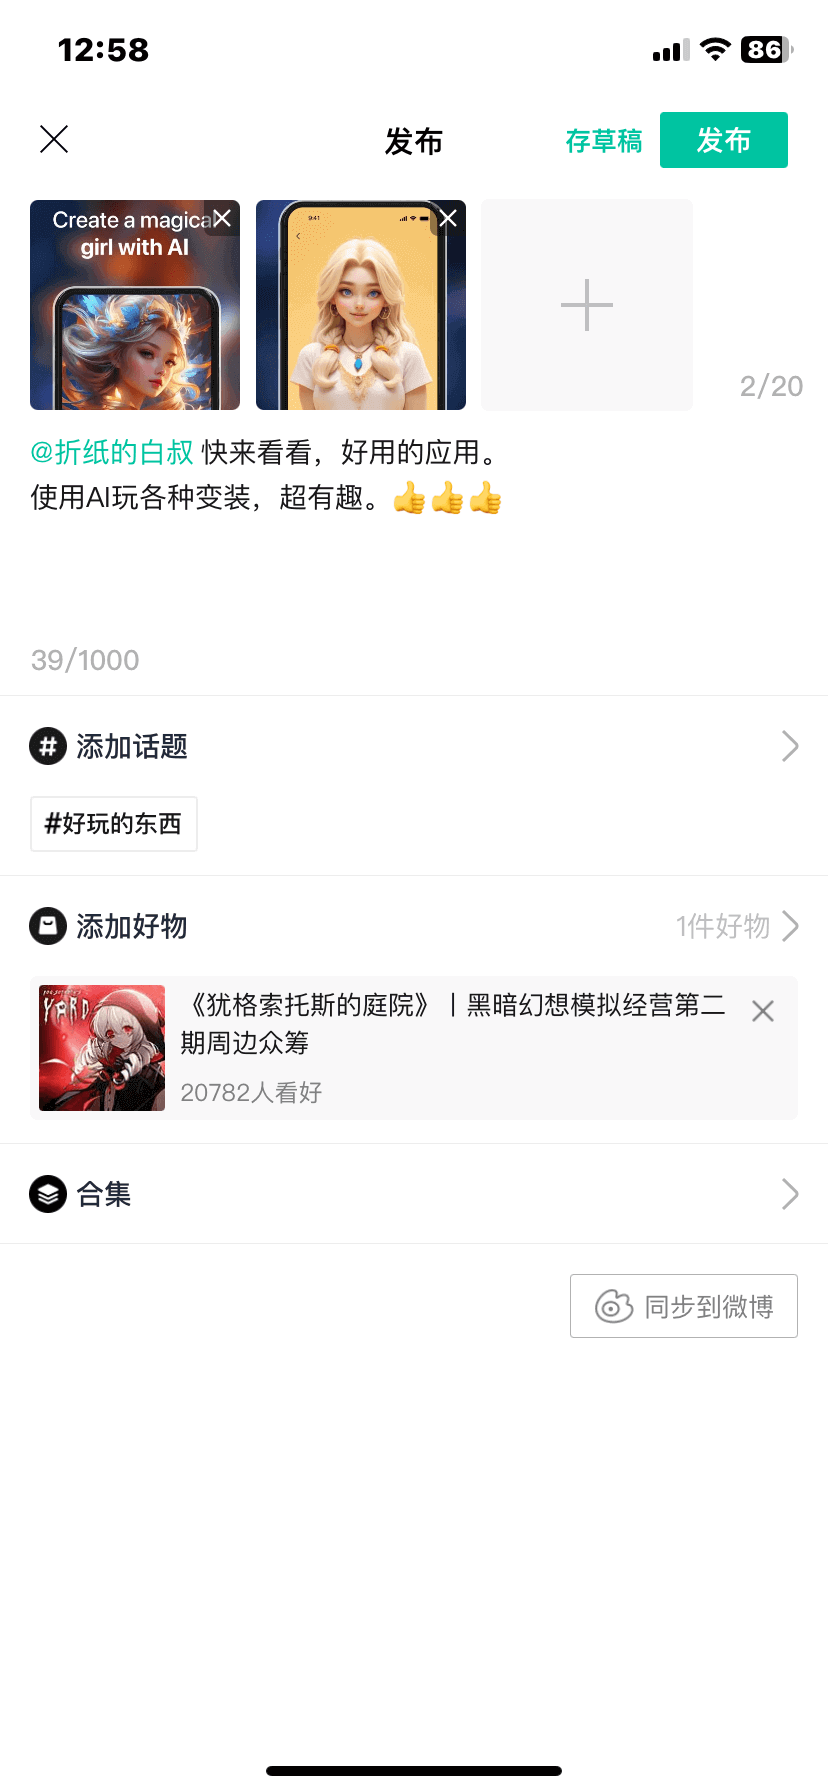 12:58
86
发布
存草稿
发布
Create a magica
girl with AI
9:41
2/20
@折纸的白叔 快来看看，好用的应用。
使用AI玩各种变装，超有趣。👍👍👍
39/1000
# 添加话题
#好玩的东西
添加好物
1件好物
YARD
《犹格索托斯的庭院》丨黑暗幻想模拟经营第二
期周边众筹
20782人看好
合集
同步到微博